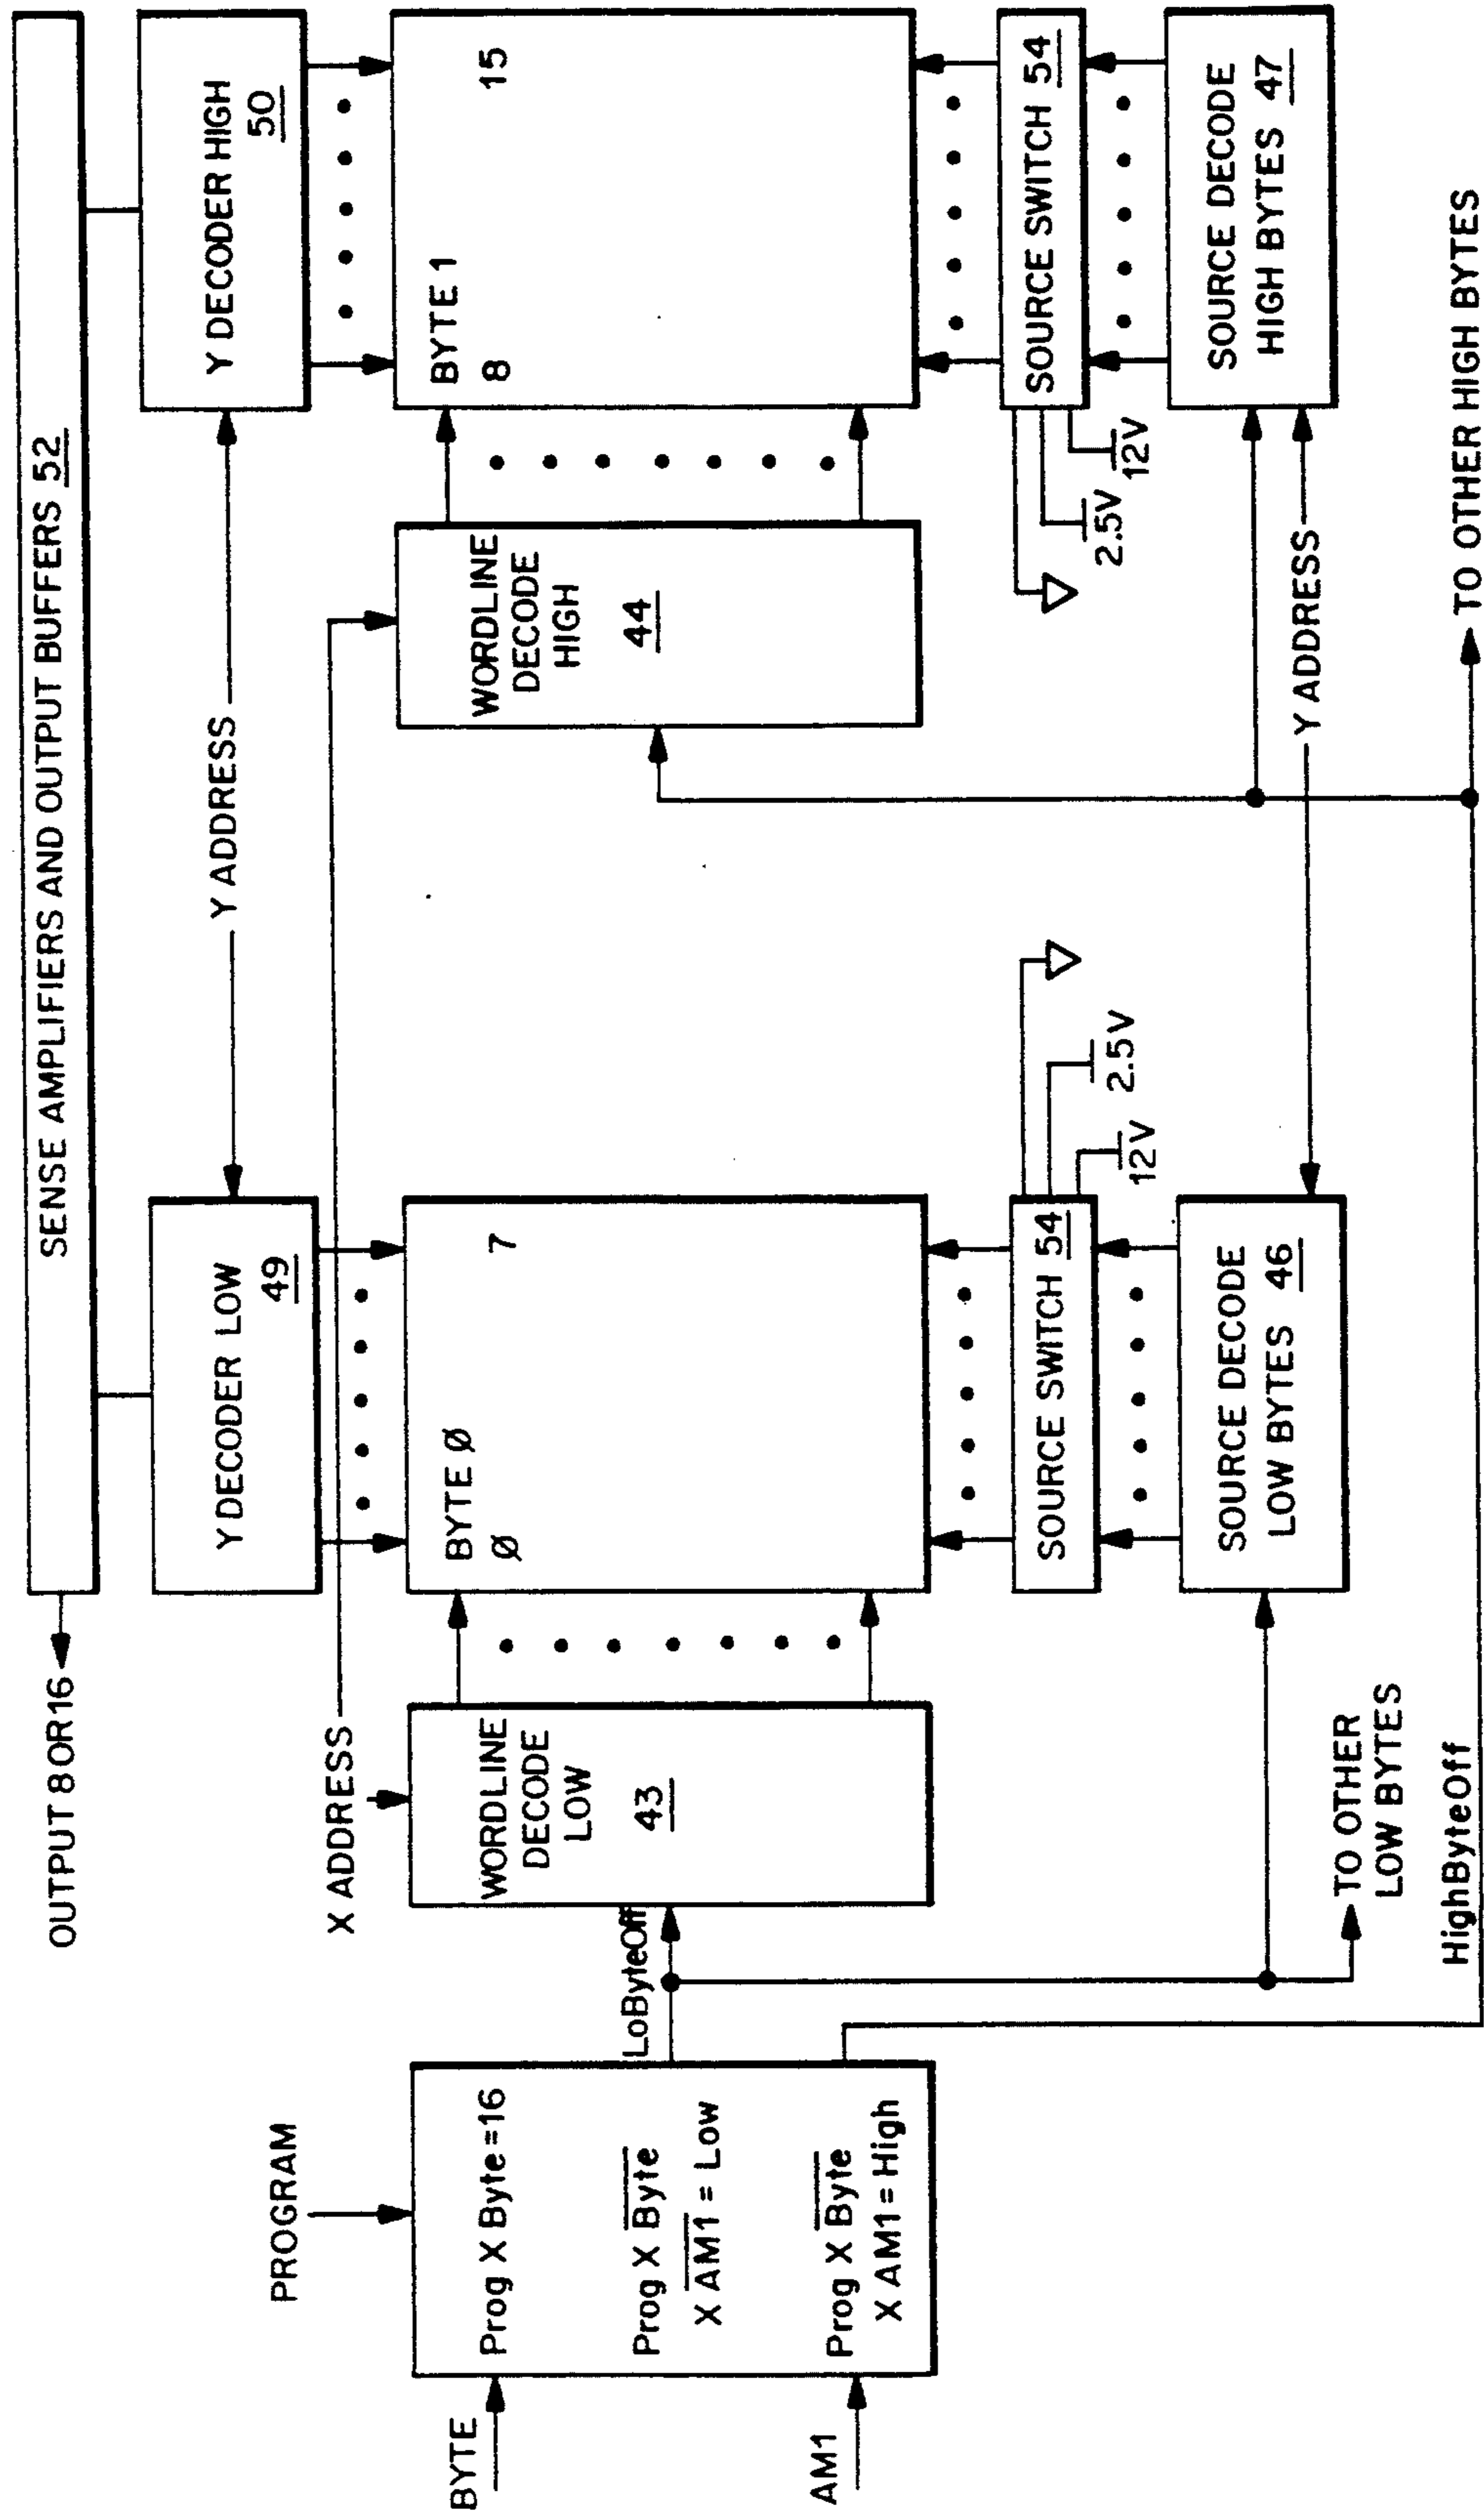 SENSE AMPLIFIERS AND OUTPUT BUFFERS 52
OUTPUT 8 OR 16
Y DECODER LOW
49
Y ADDRESS
Y DECODER HIGH
50
X ADDRESS
PROGRAM
BYTE
AM1
Prog X Byte=16
Prog X B̅y̅t̅e̅
X A̅M̅1̅ = Low
Prog X B̅y̅t̅e̅
X AM1 = High
LoByteOff
WORDLINE
DECODE
LOW
43
BYTE Ø
Ø 7
WORDLINE
DECODE
HIGH
44
BYTE 1
8 15
SOURCE SWITCH 54
12V
2.5V
SOURCE SWITCH 54
2.5V
12V
SOURCE DECODE
LOW BYTES 46
Y ADDRESS
SOURCE DECODE
HIGH BYTES 47
TO OTHER
LOW BYTES
HighByteOff
TO OTHER HIGH BYTES